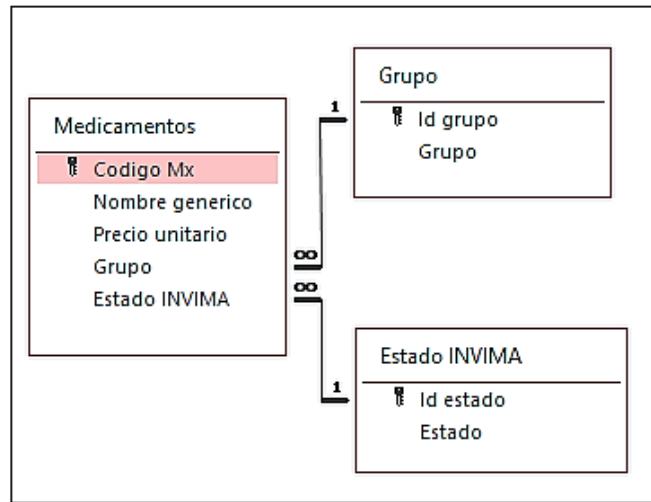 Medicamentos
Codigo Mx
Nombre generico
Precio unitario
Grupo
Estado INVIMA
∞
∞
1
Grupo
Id grupo
Grupo
1
Estado INVIMA
Id estado
Estado